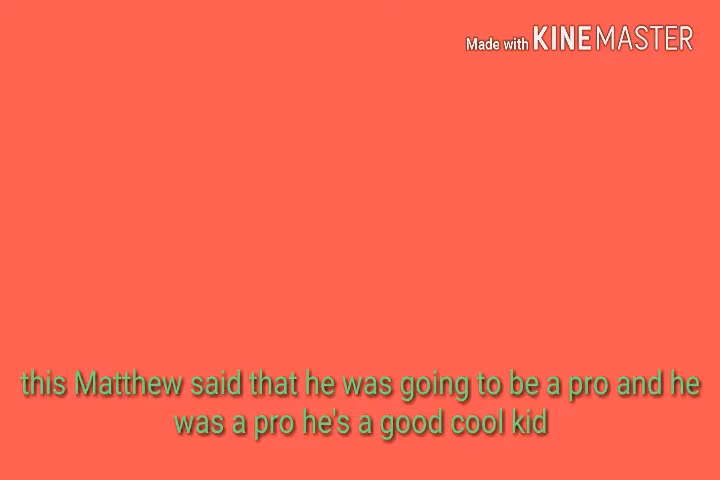 Made with KINEMASTER
this Matthew said that he was going to be a pro and he
was a pro he's a good cool kid